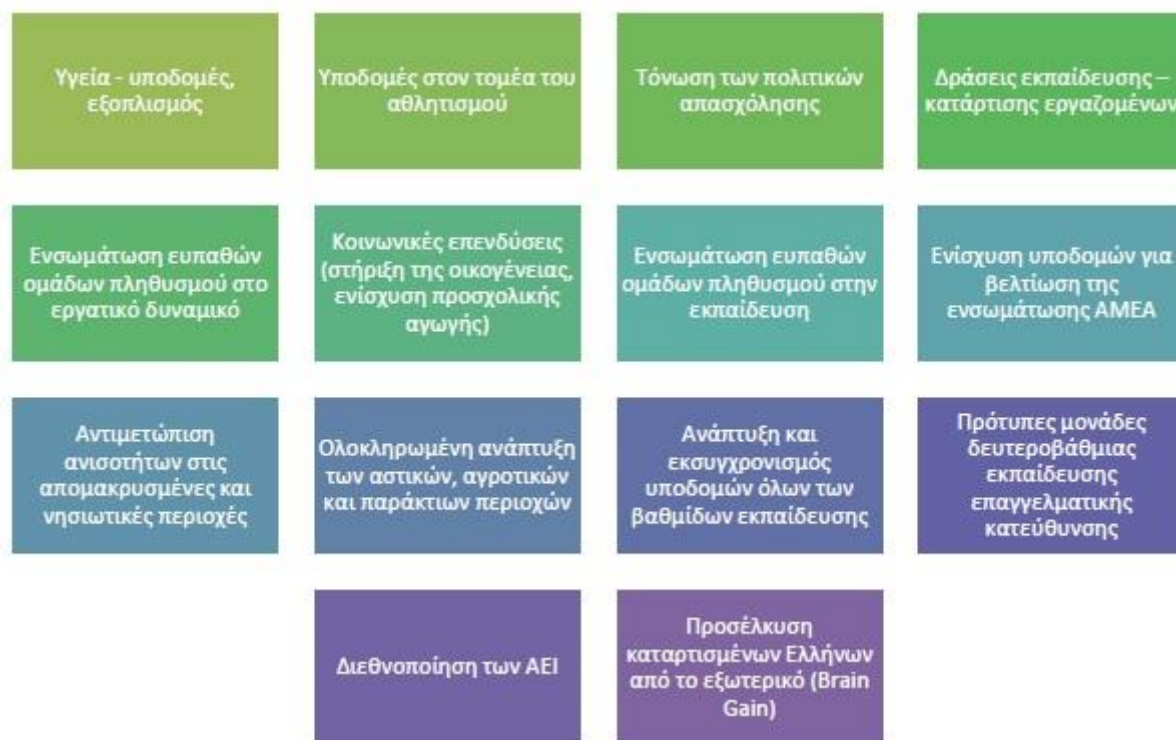 Υγεία - υποδομές,
εξοπλισμός
Υποδομές στον τομέα του
αθλητισμού
Τόνωση των πολιτικών
απασχόλησης
Δράσεις εκπαίδευσης –
κατάρτισης εργαζομένων
Ενσωμάτωση ευπαθών
ομάδων πληθυσμού στο
εργατικό δυναμικό
Κοινωνικές επενδύσεις
(στήριξη της οικογένειας,
ενίσχυση προσχολικής
αγωγής)
Ενσωμάτωση ευπαθών
ομάδων πληθυσμού στην
εκπαίδευση
Ενίσχυση υποδομών για
βελτίωση της
ενσωμάτωσης ΑΜΕΑ
Αντιμετώπιση
ανισοτήτων στις
απομακρυσμένες και
νησιωτικές περιοχές
Ολοκληρωμένη ανάπτυξη
των αστικών, αγροτικών
και παράκτιων περιοχών
Ανάπτυξη και
εκσυγχρονισμός
υποδομών όλων των
βαθμίδων εκπαίδευσης
Πρότυπες μονάδες
δευτεροβάθμιας
εκπαίδευσης
επαγγελματικής
κατεύθυνσης
Διεθνοποίηση των ΑΕΙ
Προσέλκυση
καταρτισμένων Ελλήνων
από το εξωτερικό (Brain
Gain)